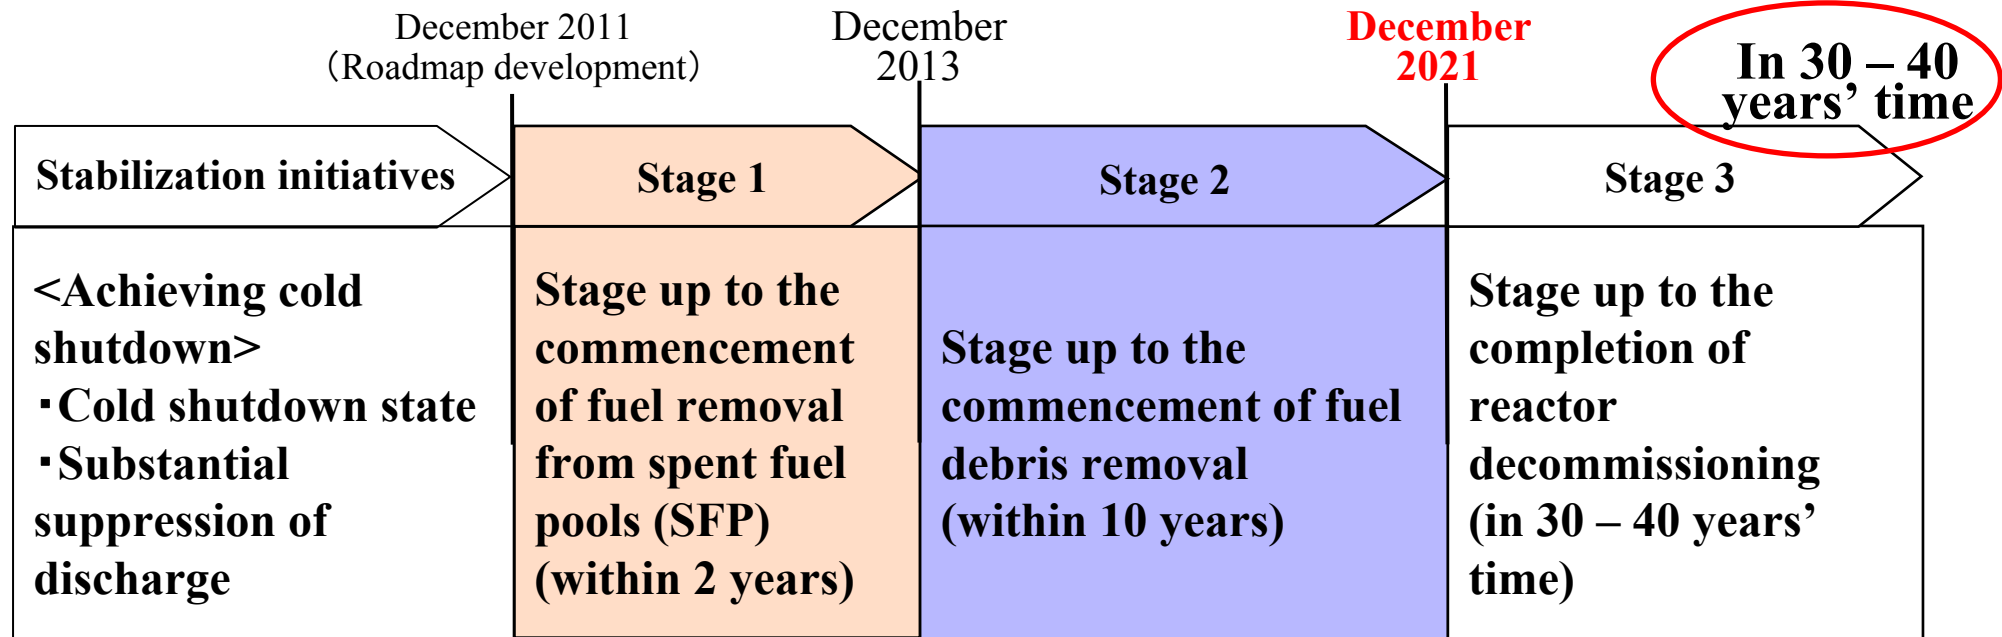 December 2011
（Roadmap development）
December
2013
December
2021
In 30 – 40
years’ time
Stabilization initiatives
Stage 1
Stage 2
Stage 3
<Achieving cold
shutdown>
・Cold shutdown state
・Substantial
suppression of
discharge
Stage up to the
commencement
of fuel removal
from spent fuel
pools (SFP)
(within 2 years)
Stage up to the
commencement of fuel
debris removal
(within 10 years)
Stage up to the
completion of
reactor
decommissioning
(in 30 – 40 years’
time)